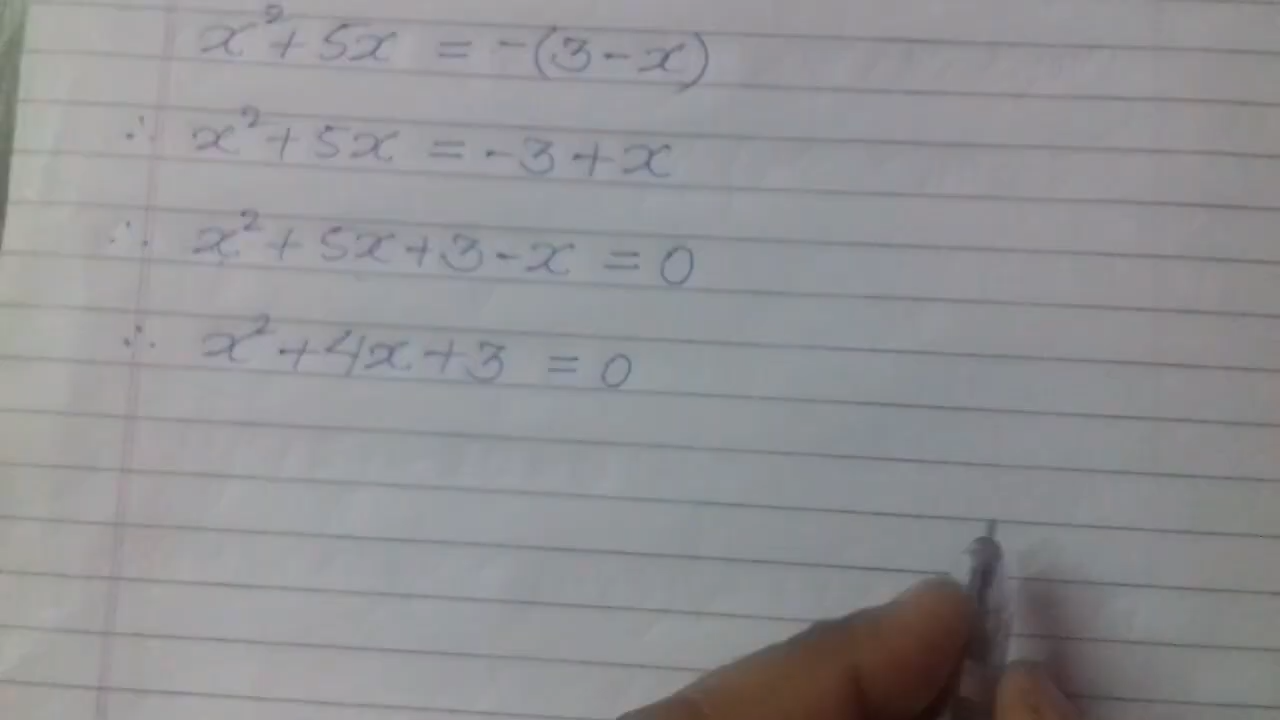 x² + 5x = -(3 - x)
∴ x² + 5x = -3 + x
∴ x² + 5x + 3 - x = 0
∴ x² + 4x + 3 = 0